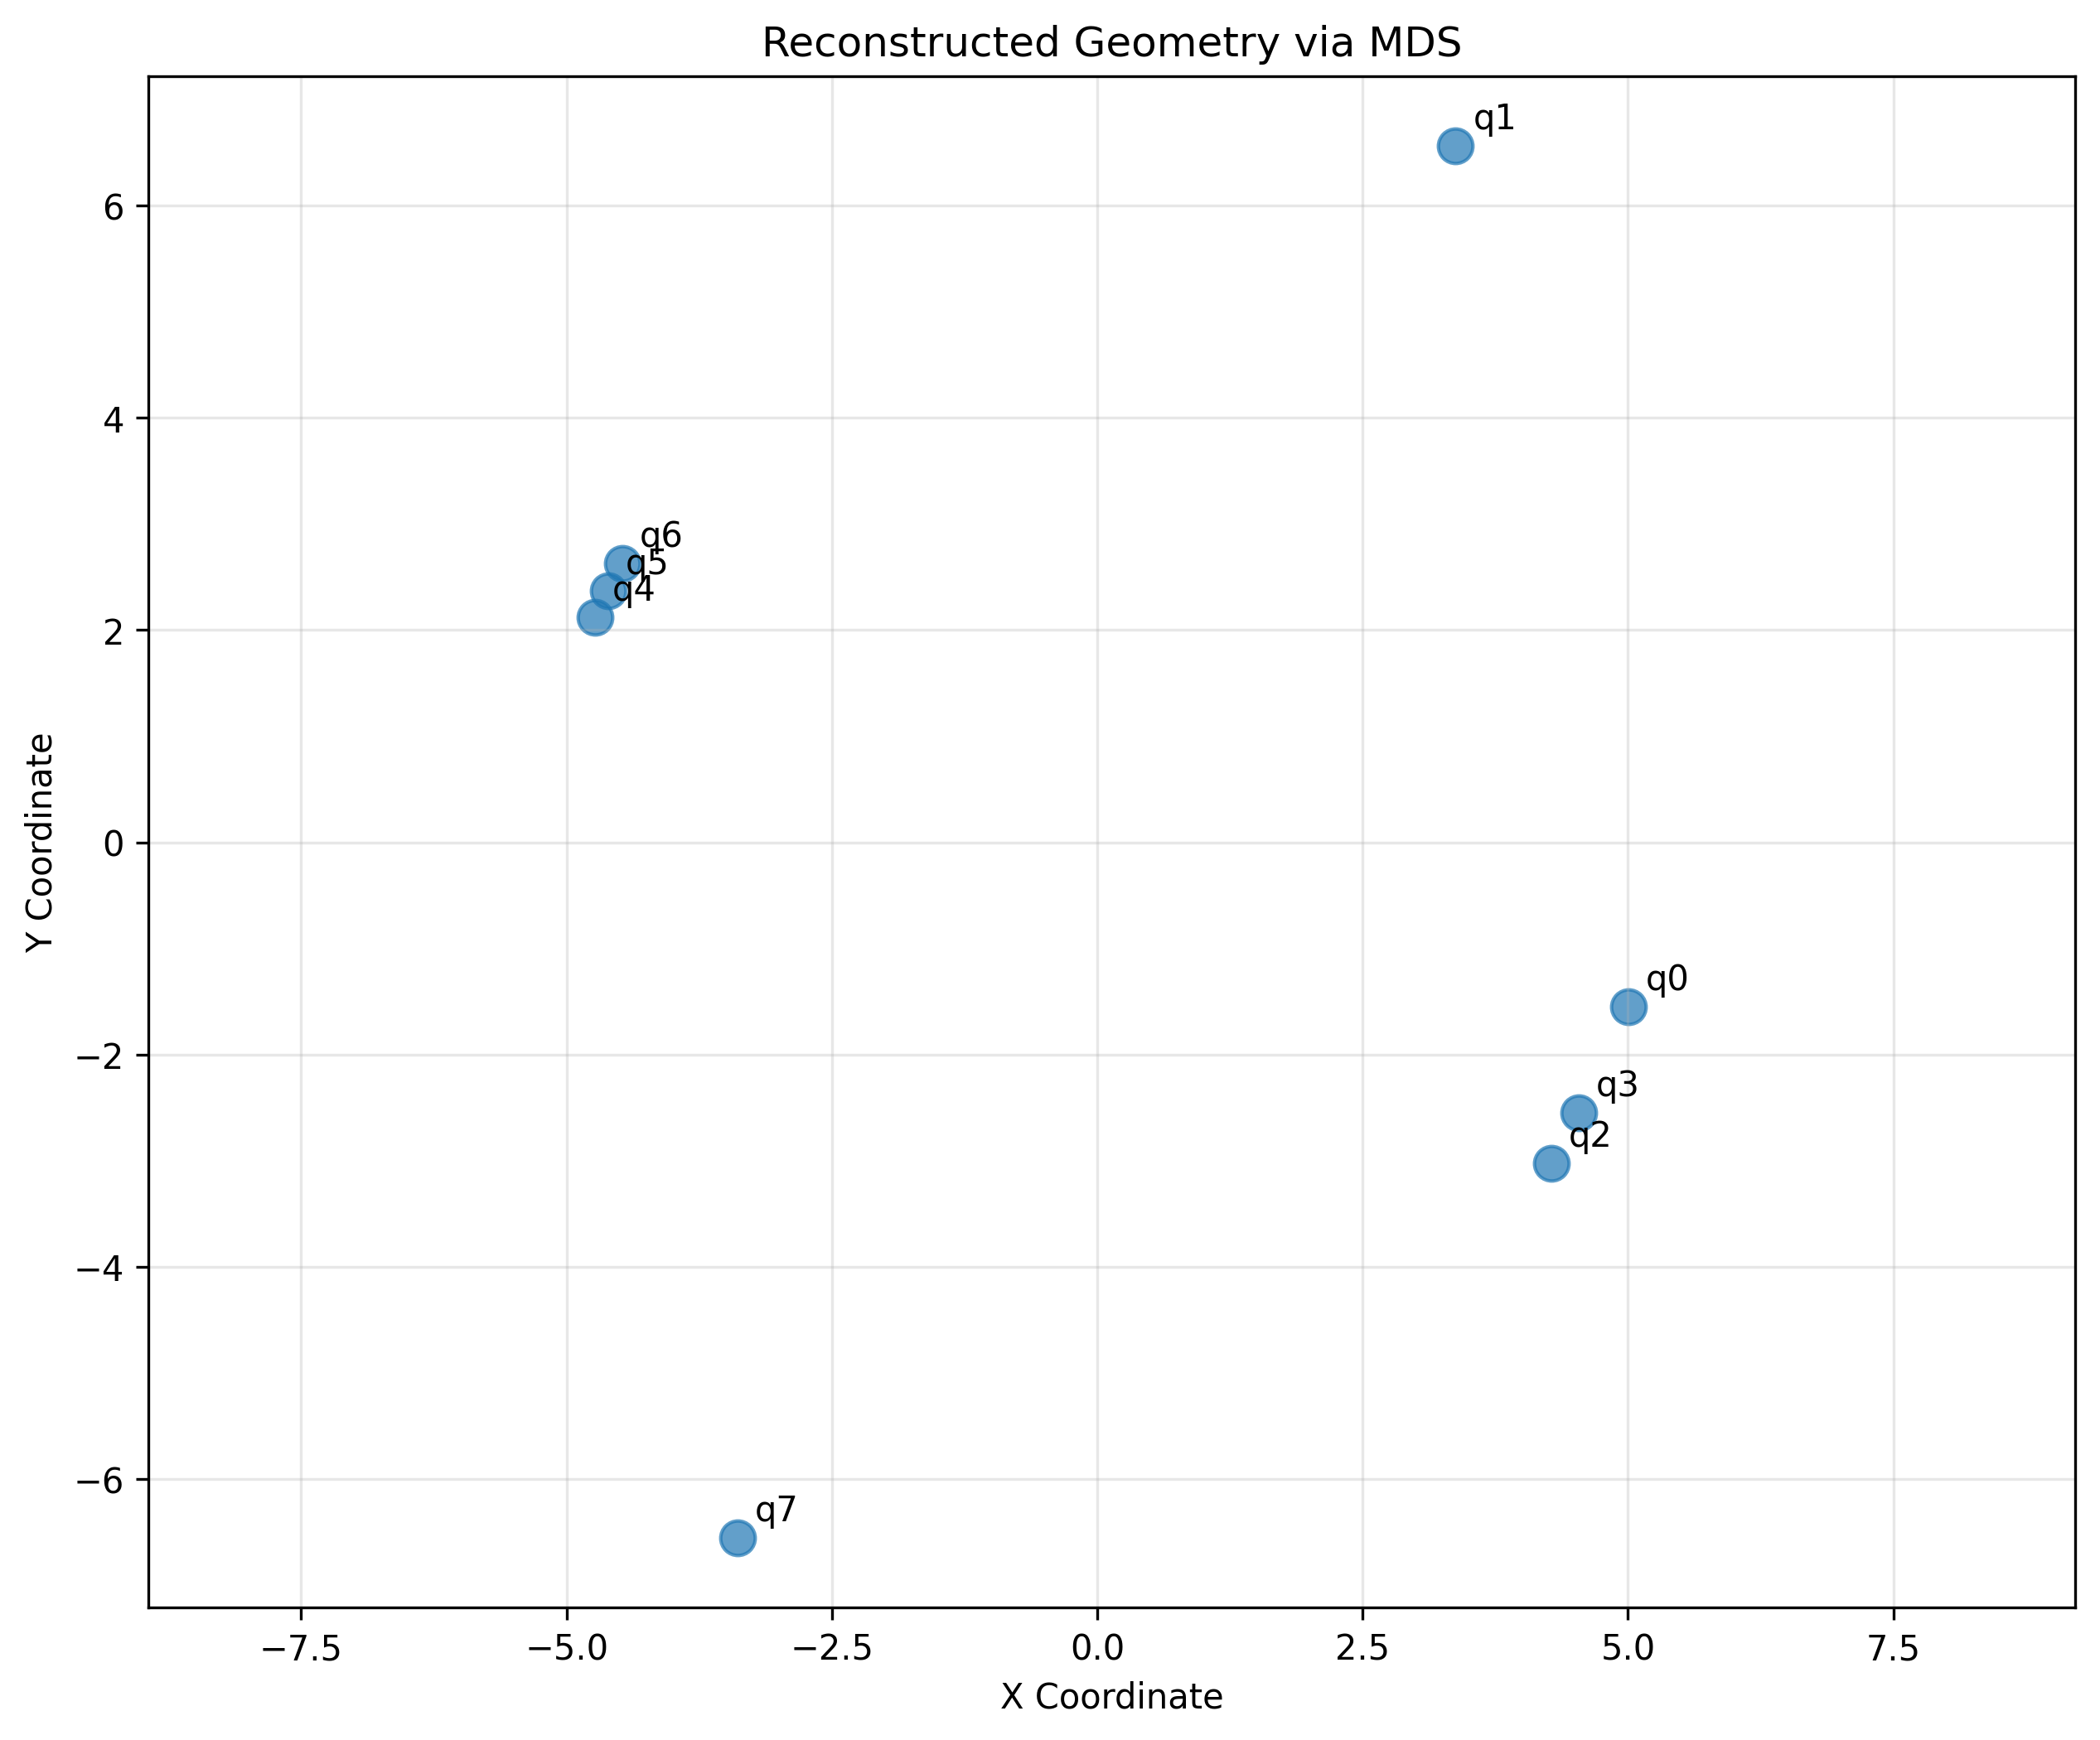 Reconstructed Geometry via MDS
q1
6
4
q6
q5
q4
2
Y Coordinate
0
q0
−2
q3
q2
−4
−6
q7
−7.5 −5.0 −2.5 0.0 2.5 5.0 7.5
X Coordinate